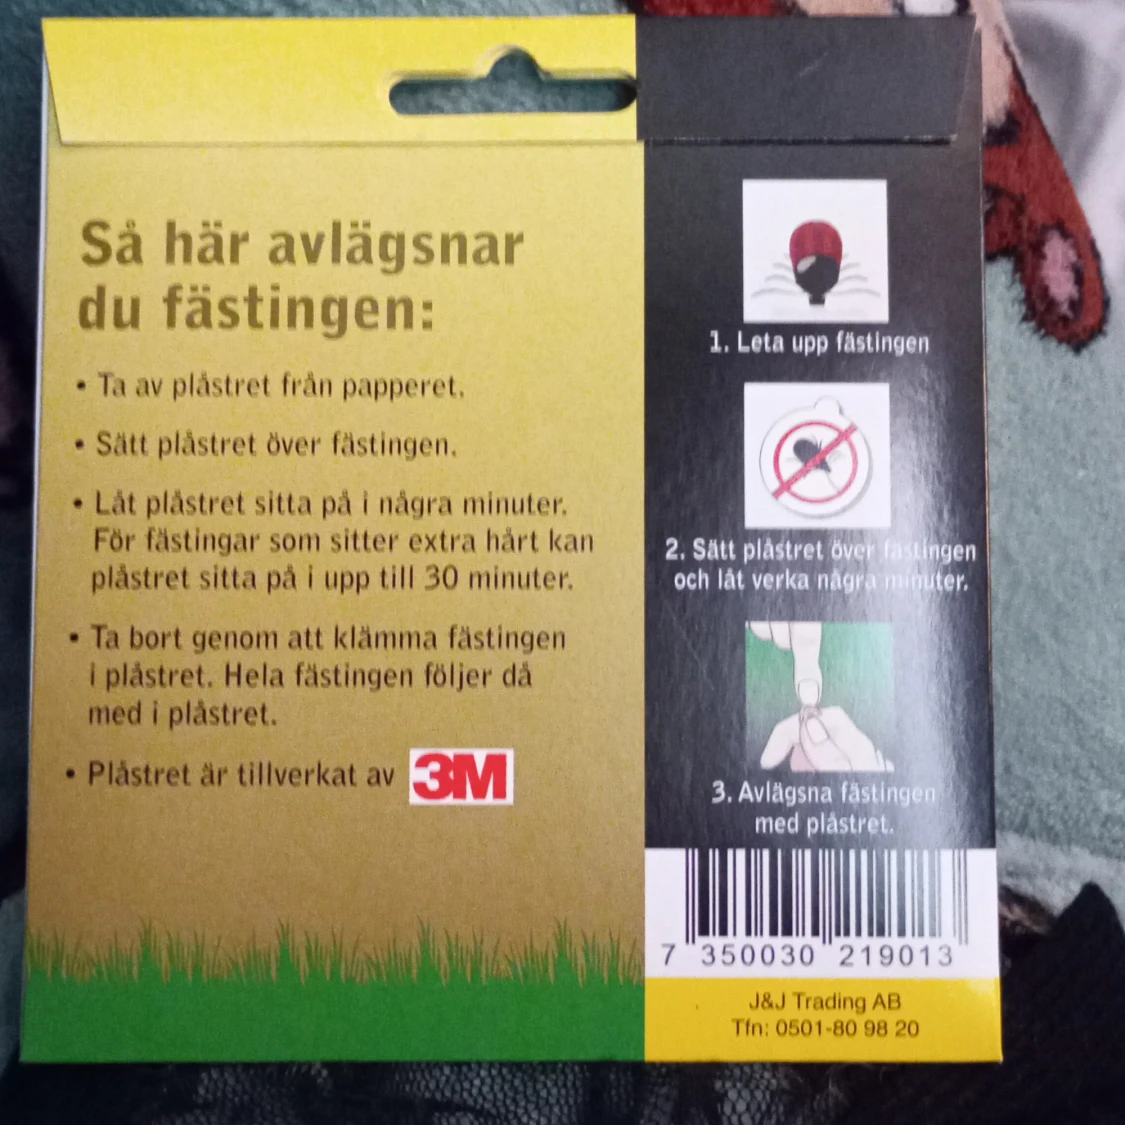 Så här avlägsnar
du fästingen:
• Ta av plåstret från papperet.
• Sätt plåstret över fästingen.
• Låt plåstret sitta på i några minuter.
För fästingar som sitter extra hårt kan
plåstret sitta på i upp till 30 minuter.
• Ta bort genom att klämma fästingen
i plåstret. Hela fästingen följer då
med i plåstret.
• Plåstret är tillverkat av 3M
1. Leta upp fästingen
2. Sätt plåstret över fästingen
och låt verka några minuter.
3. Avlägsna fästingen
med plåstret.
7 350030 219013
J&J Trading AB
Tfn: 0501-80 98 20